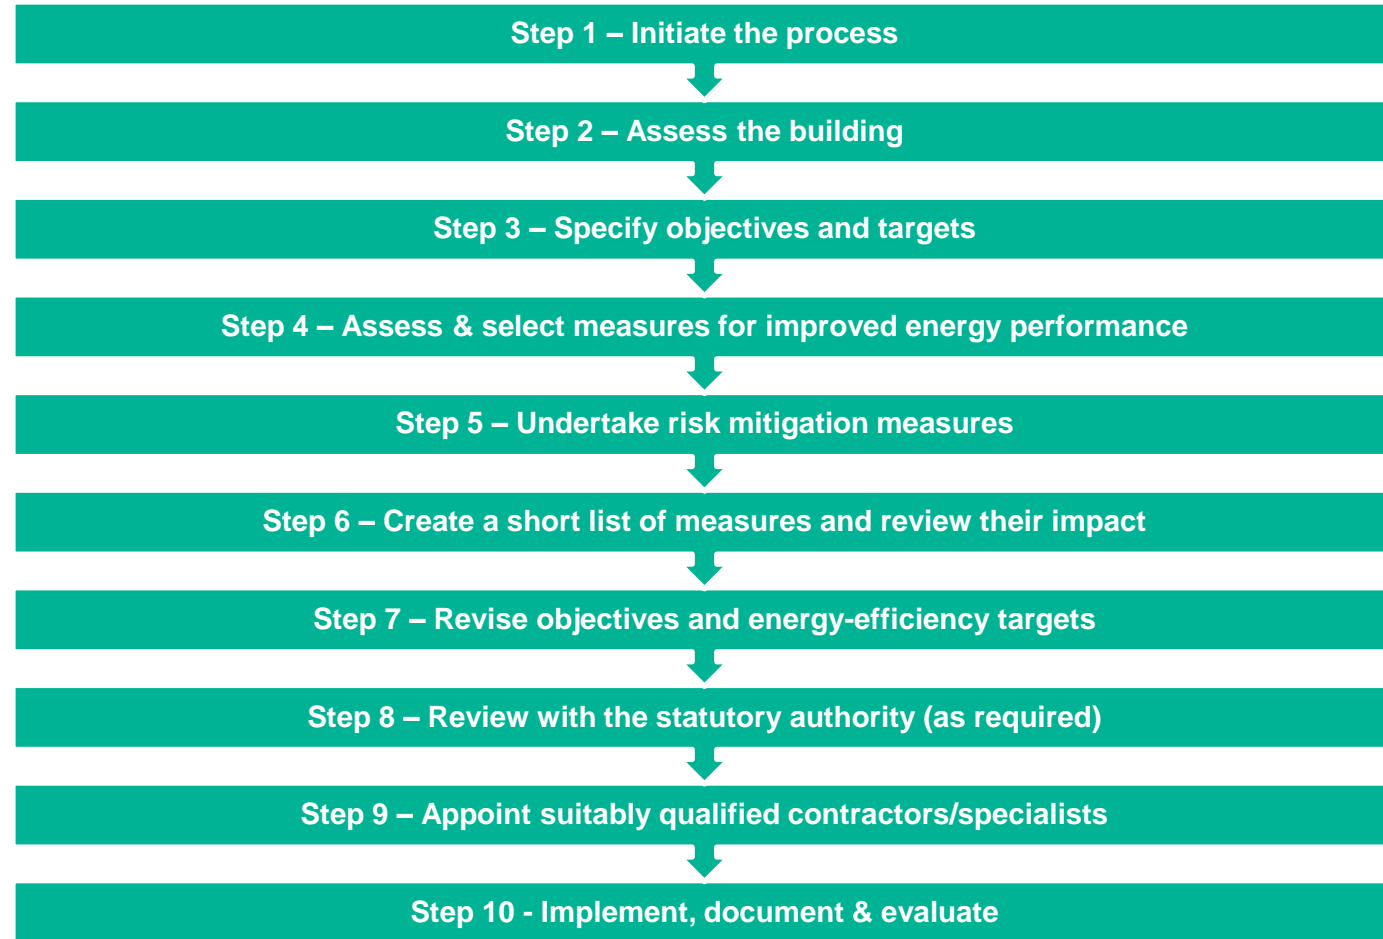 Step 1 – Initiate the process
Step 2 – Assess the building
Step 3 – Specify objectives and targets
Step 4 – Assess & select measures for improved energy performance
Step 5 – Undertake risk mitigation measures
Step 6 – Create a short list of measures and review their impact
Step 7 – Revise objectives and energy-efficiency targets
Step 8 – Review with the statutory authority (as required)
Step 9 – Appoint suitably qualified contractors/specialists
Step 10 - Implement, document & evaluate